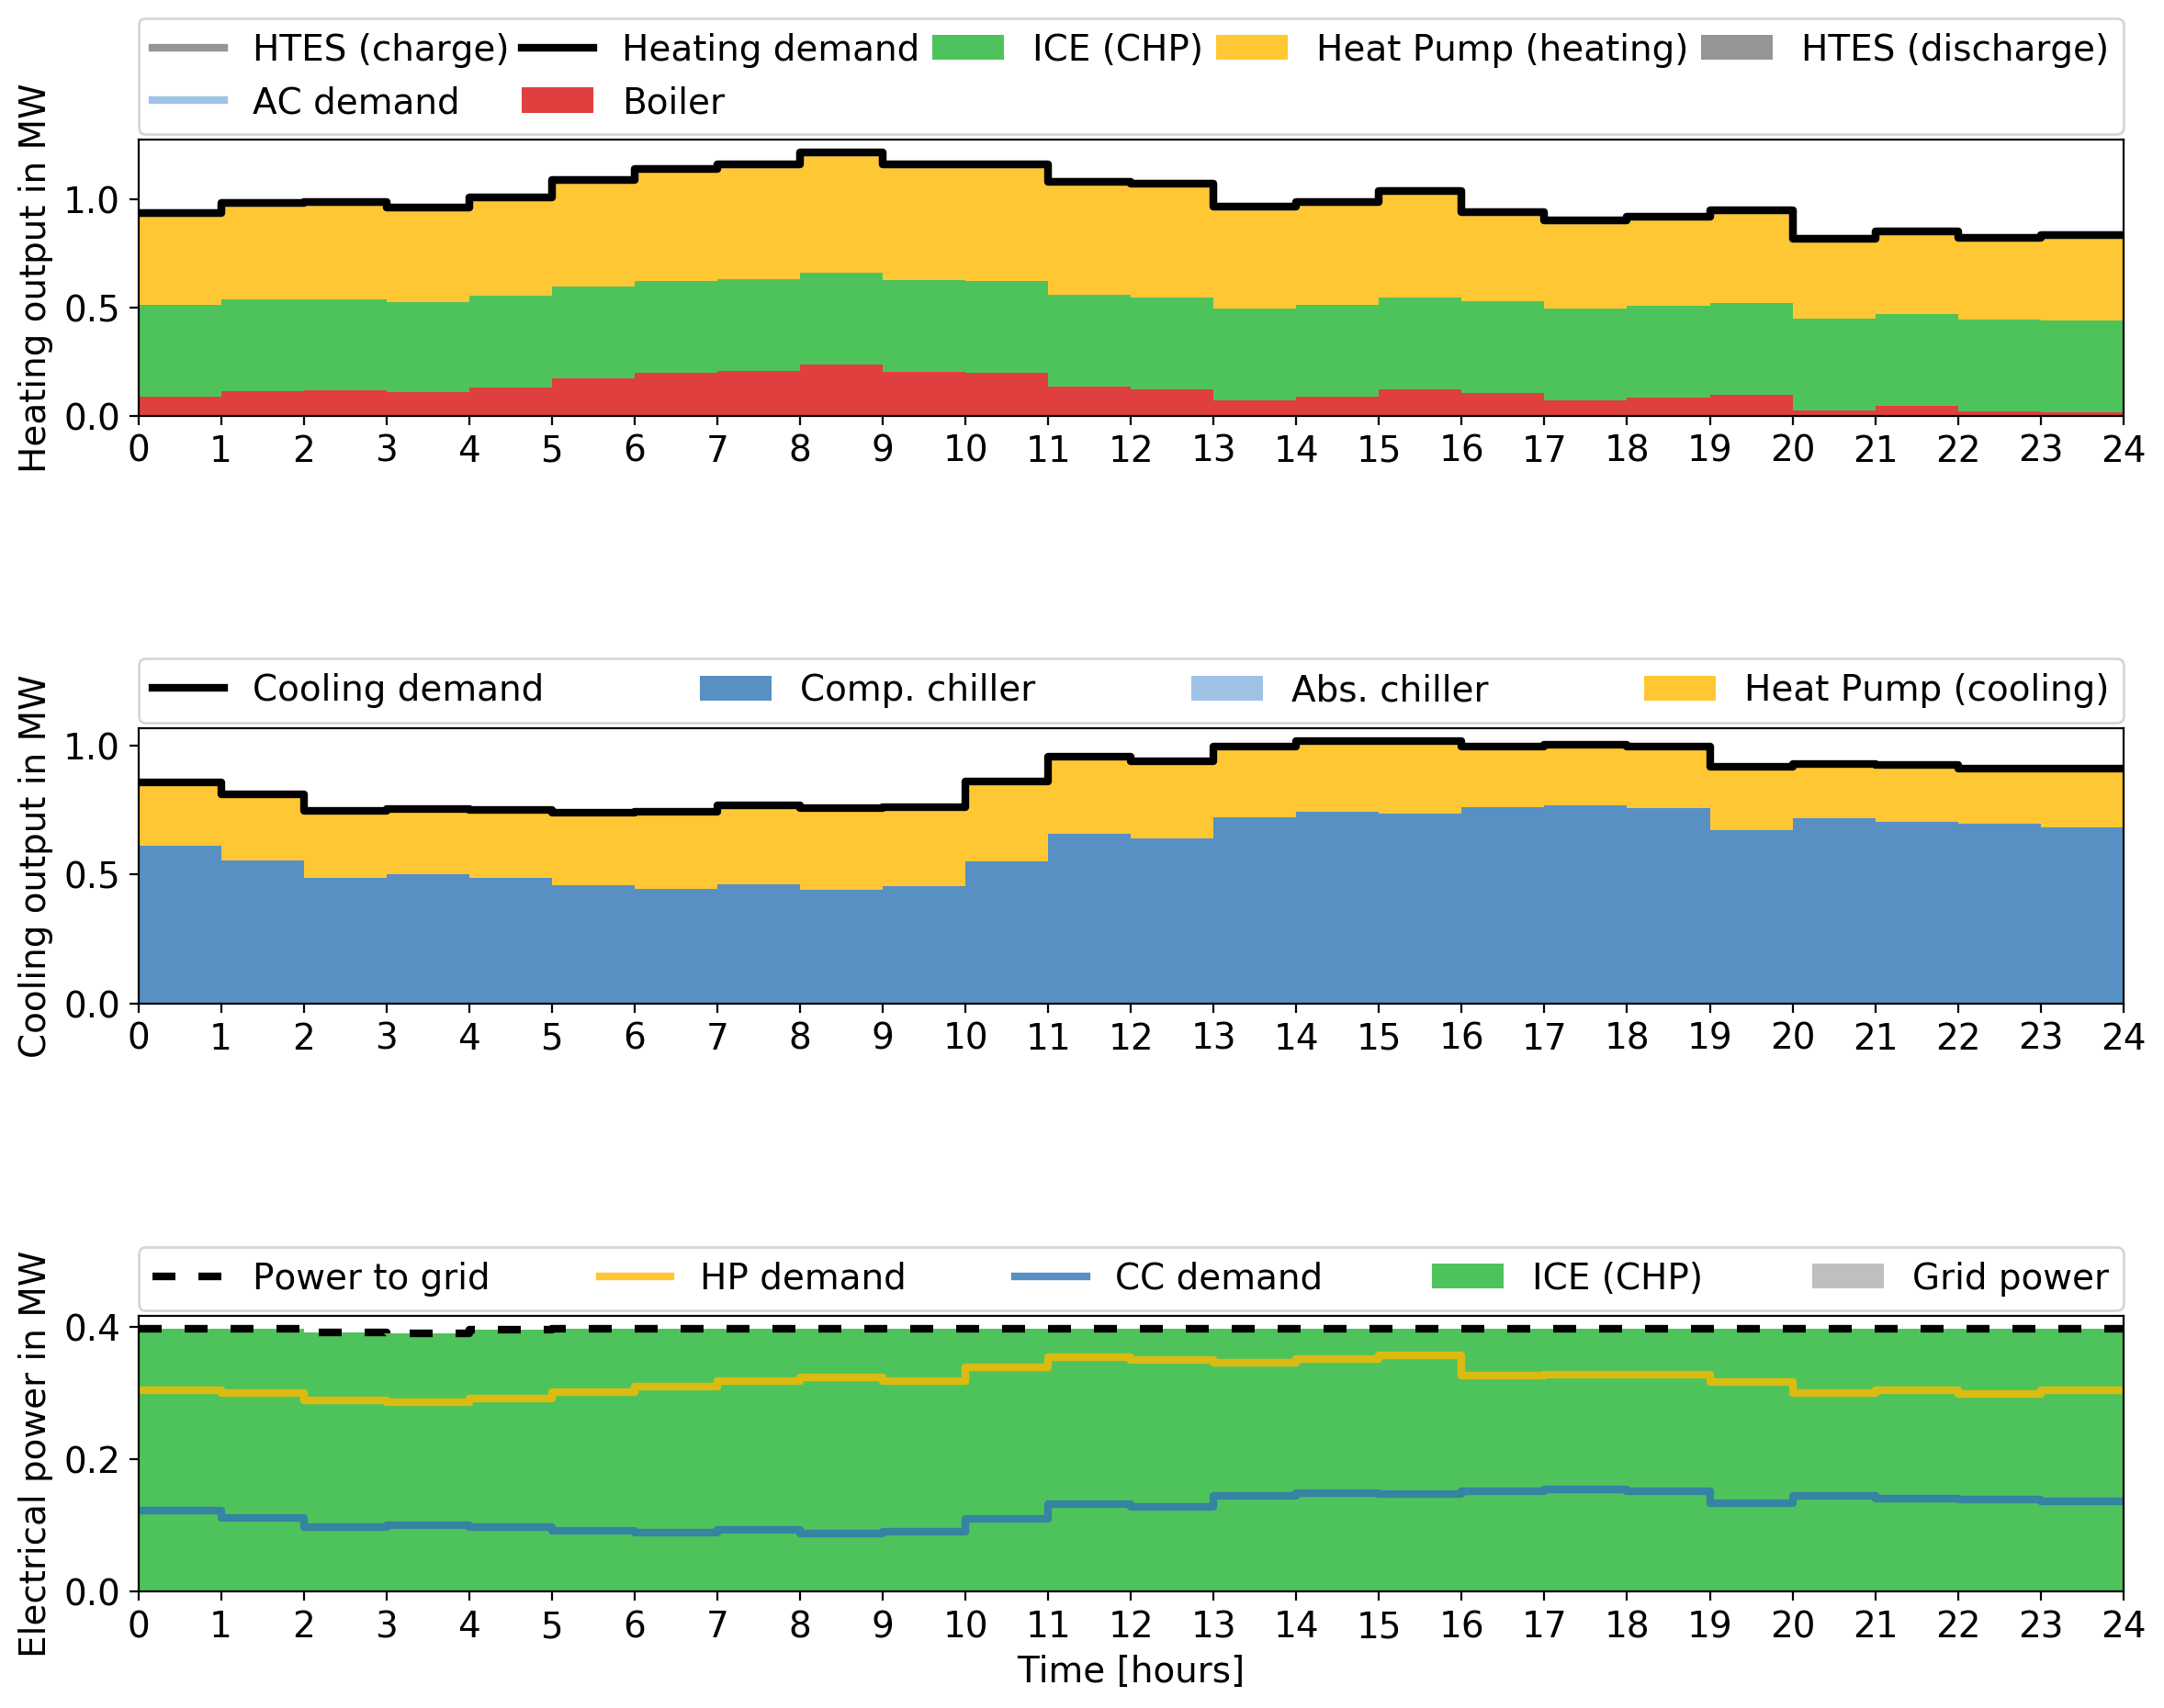 HTES (charge) Heating demand ICE (CHP) Heat Pump (heating) HTES (discharge)
AC demand Boiler
Heating output in MW
1.0
0.5
0.0
0 1 2 3 4 5 6 7 8 9 10 11 12 13 14 15 16 17 18 19 20 21 22 23 24
Cooling demand Comp. chiller Abs. chiller Heat Pump (cooling)
Cooling output in MW
1.0
0.5
0.0
0 1 2 3 4 5 6 7 8 9 10 11 12 13 14 15 16 17 18 19 20 21 22 23 24
Power to grid HP demand CC demand ICE (CHP) Grid power
Electrical power in MW
0.4
0.2
0.0
0 1 2 3 4 5 6 7 8 9 10 11 12 13 14 15 16 17 18 19 20 21 22 23 24
Time [hours]